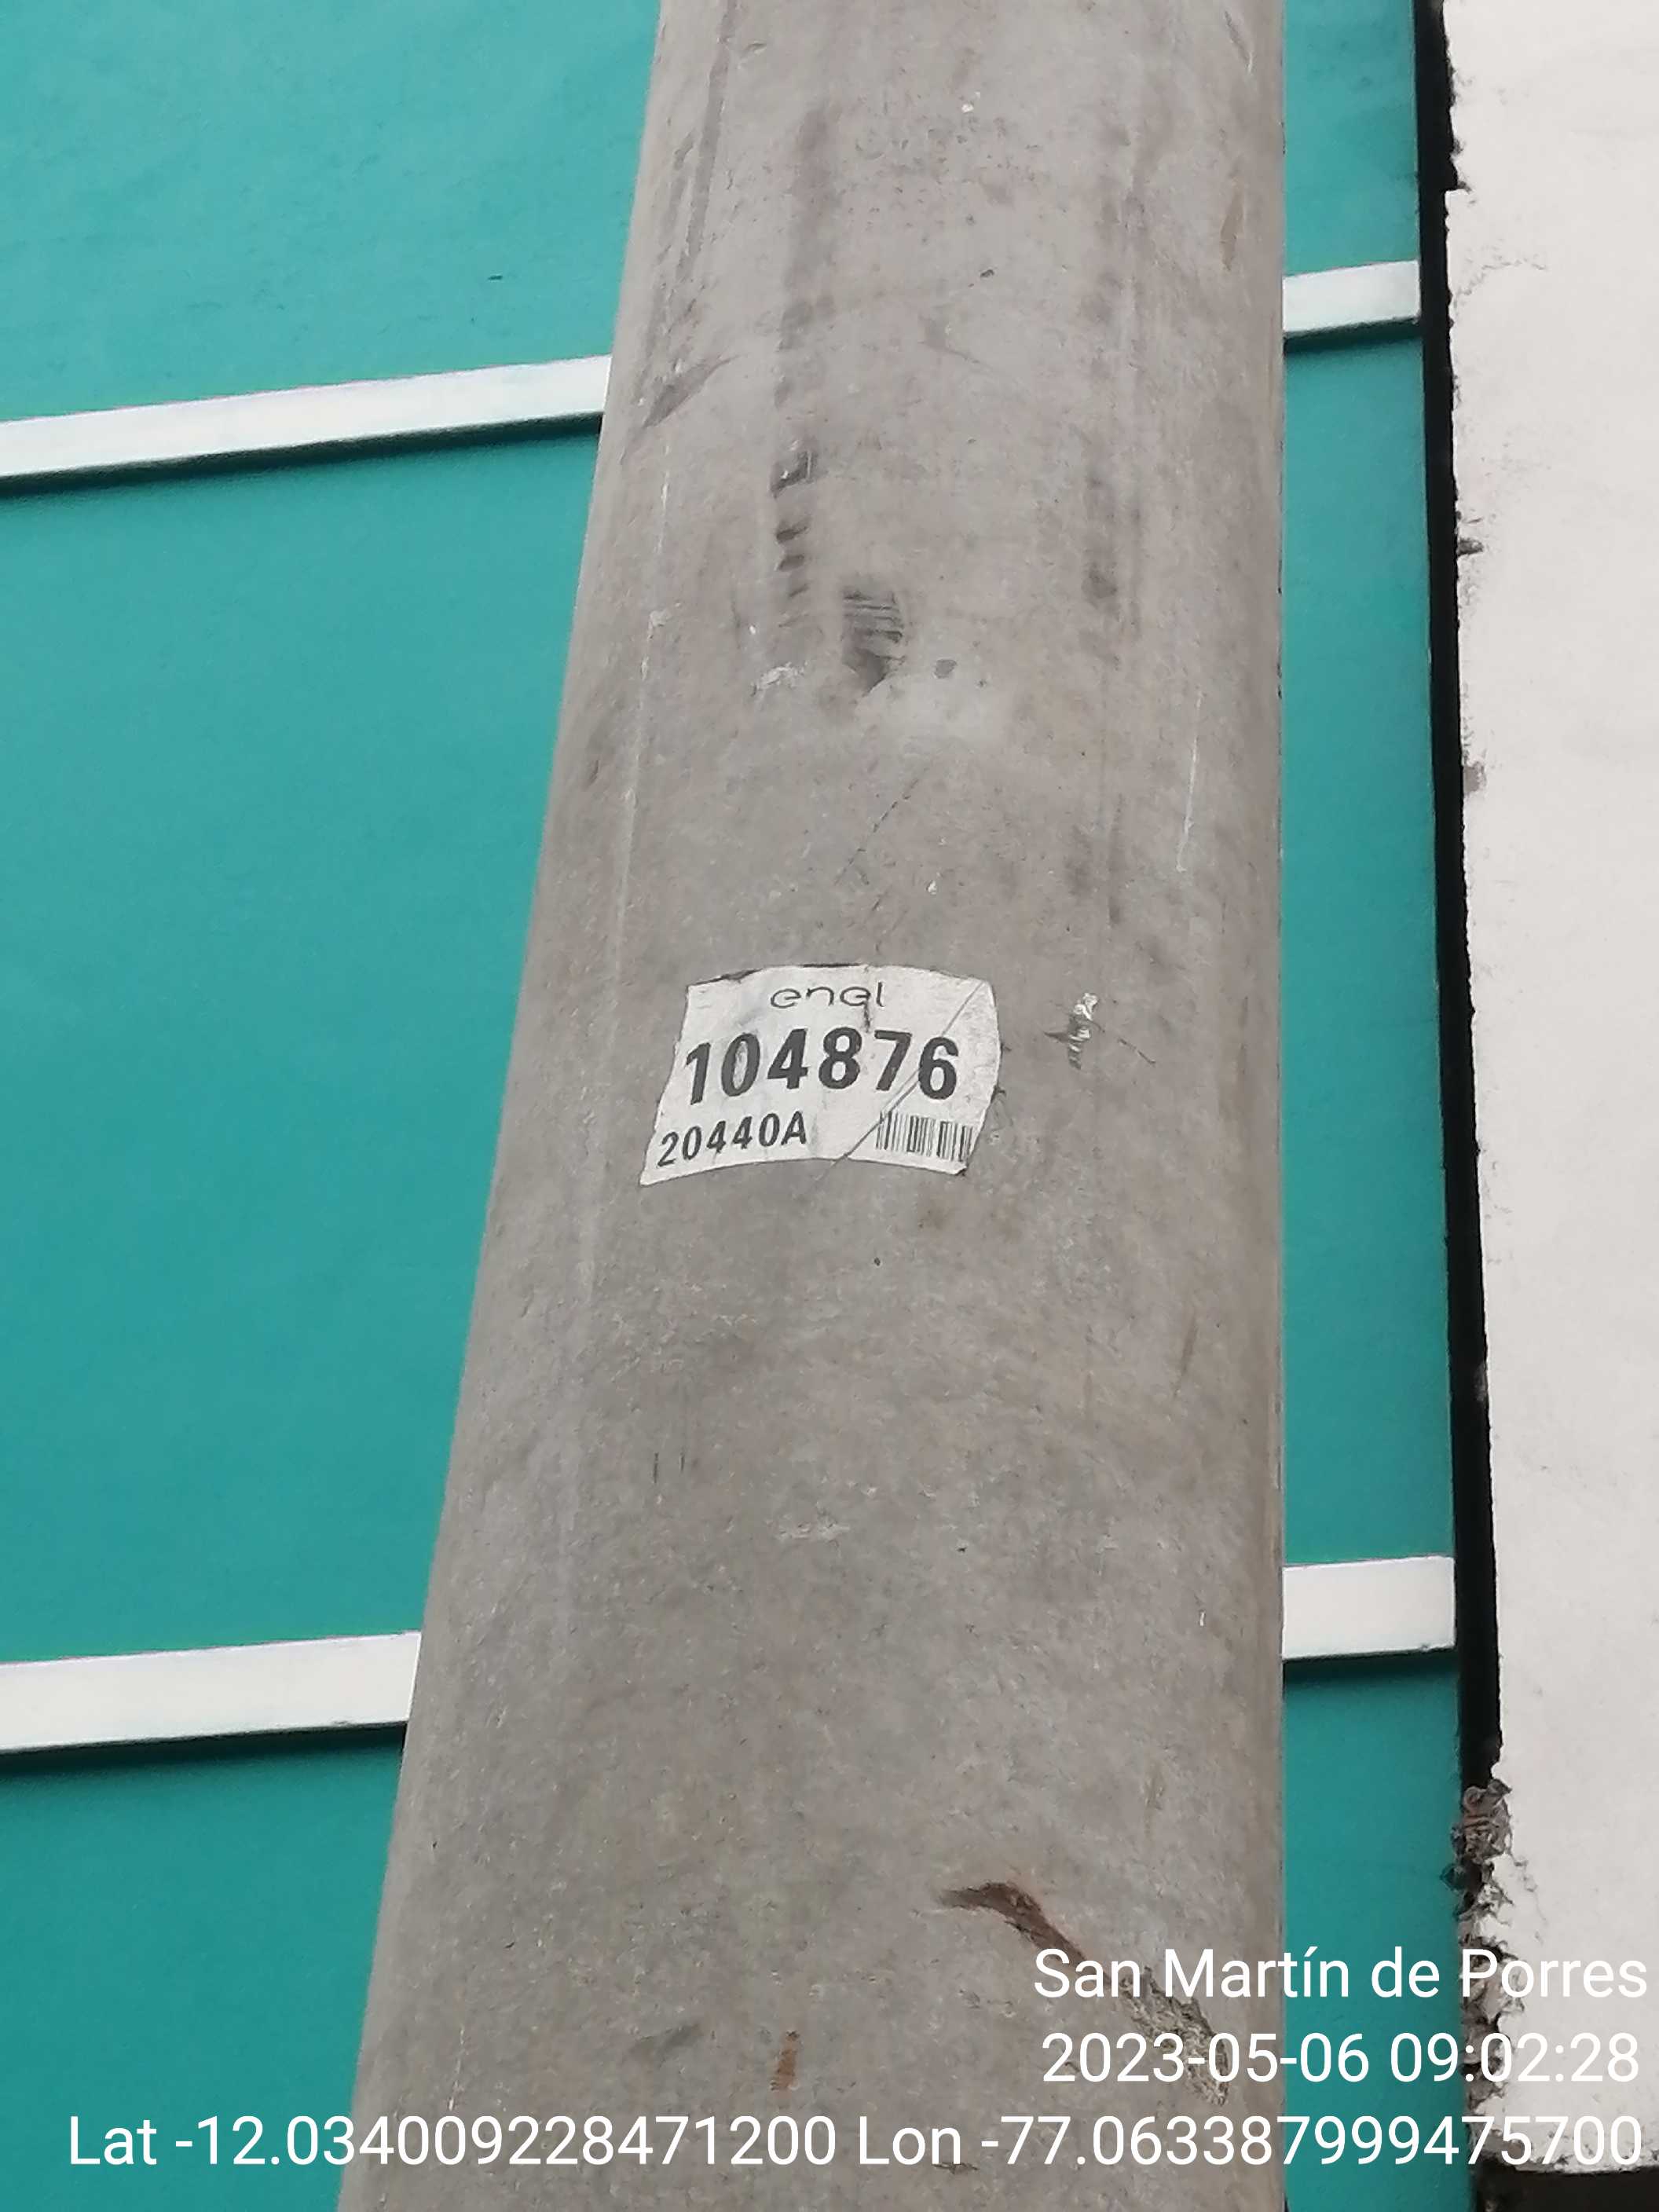 enel
104876
20440A
San Martín de Porres
2023-05-06 09:02:28
Lat -12.034009228471200 Lon -77.063387999475700